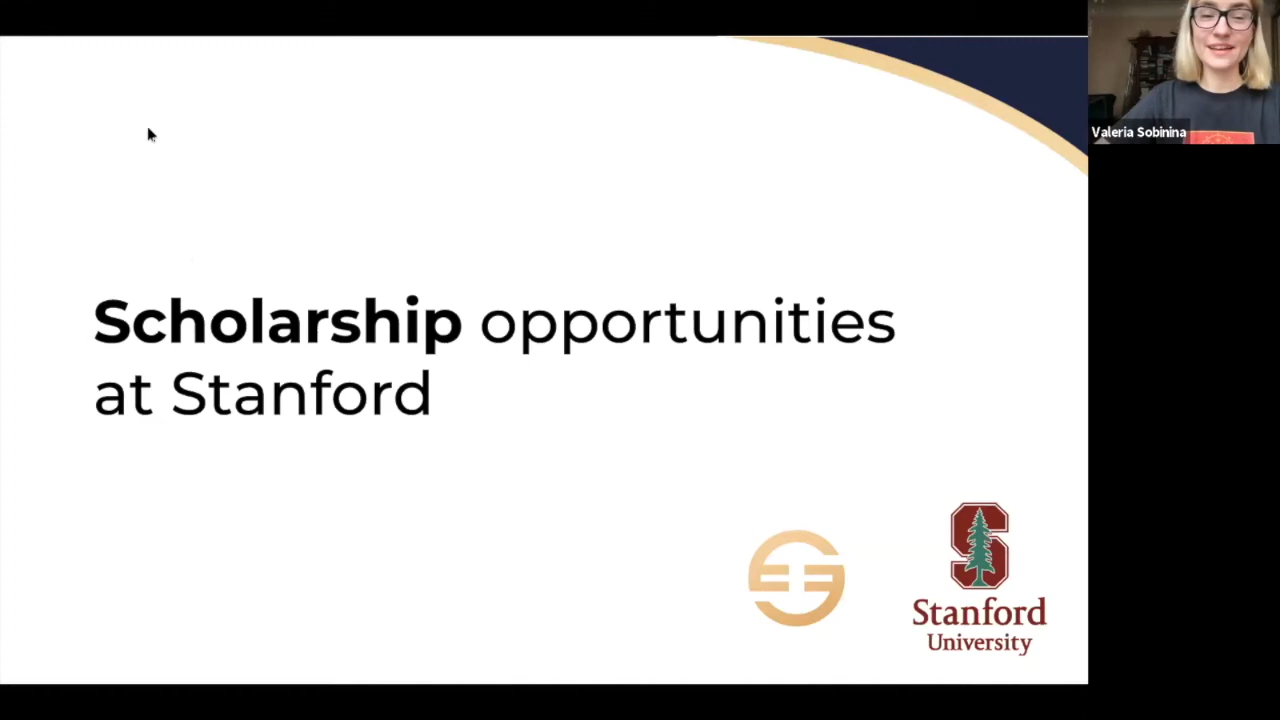 Valeria Sobinina
Scholarship opportunities
at Stanford
Stanford
University